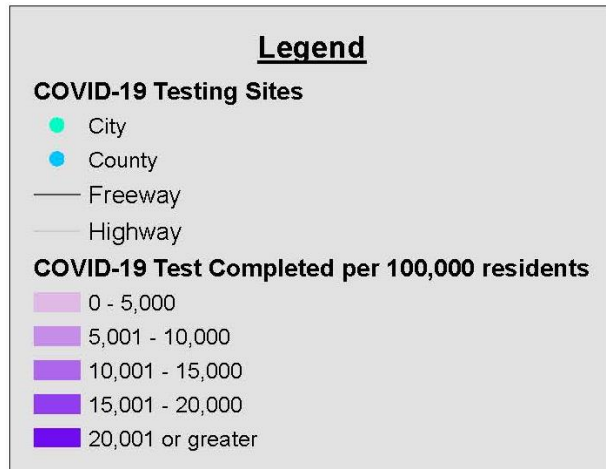 Legend
COVID-19 Testing Sites
City
County
Freeway
Highway
COVID-19 Test Completed per 100,000 residents
0 - 5,000
5,001 - 10,000
10,001 - 15,000
15,001 - 20,000
20,001 or greater